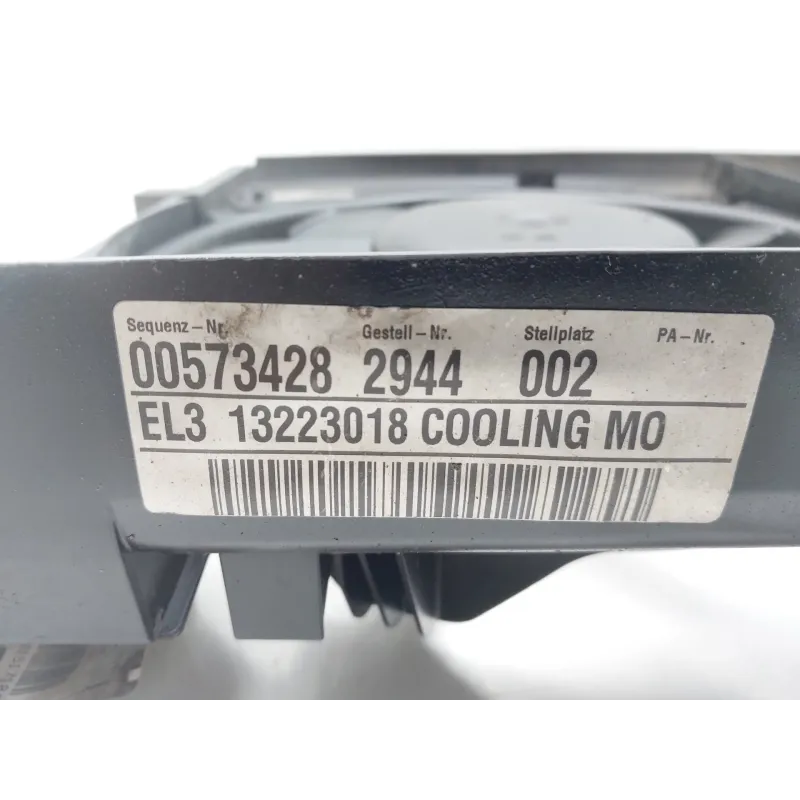 Sequenz-Nr. Gestell-Nr. Stellplatz PA-Nr.
00573428 2944 002
EL3 13223018 COOLING MO